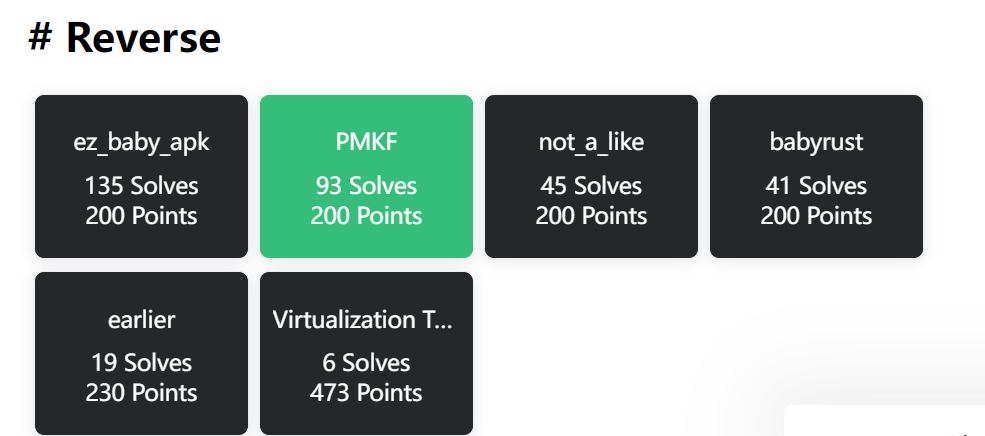 # Reverse
ez_baby_apk
135 Solves
200 Points
PMKF
93 Solves
200 Points
not_a_like
45 Solves
200 Points
babyrust
41 Solves
200 Points
earlier
19 Solves
230 Points
Virtualization T...
6 Solves
473 Points